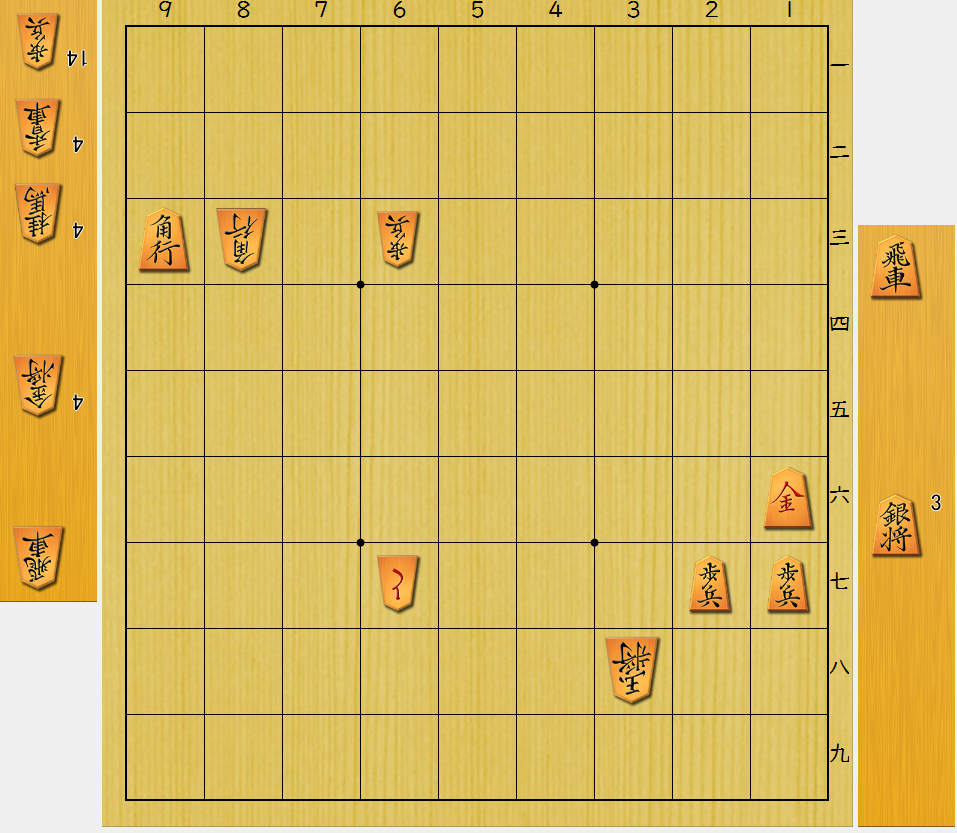 9 8 7 6 5 4 3 2 1
歩兵 14
香車 4
桂馬 4
金将 4
飛車
一
二
三
四
五
六
七
八
九
角行 角行 歩兵
金
と 歩兵 歩兵
玉将
飛車
銀将 3